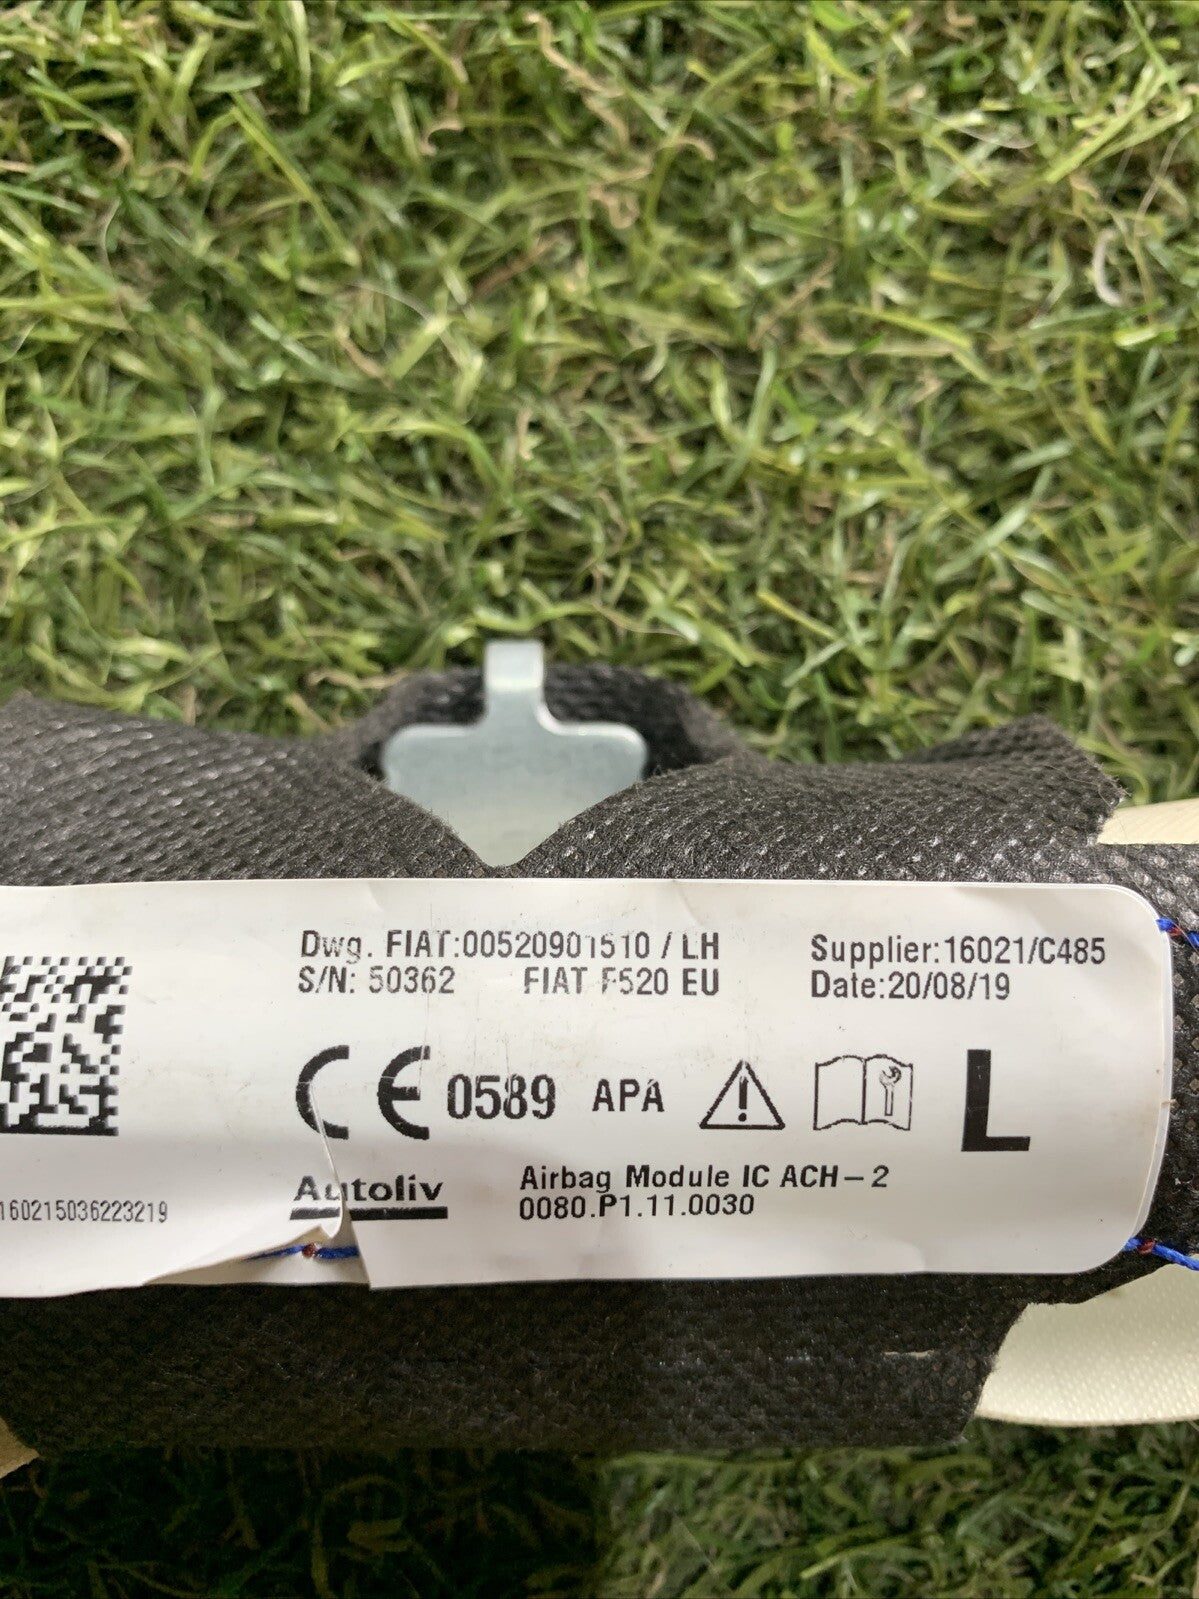 Dwg. FIAT:00520901510 / LH
S/N: 50362 FIAT F520 EU
Supplier:16021/C485
Date:20/08/19
CE 0589 APA
L
Autoliv
Airbag Module IC ACH-2
0080.P1.11.0030
160215036223219